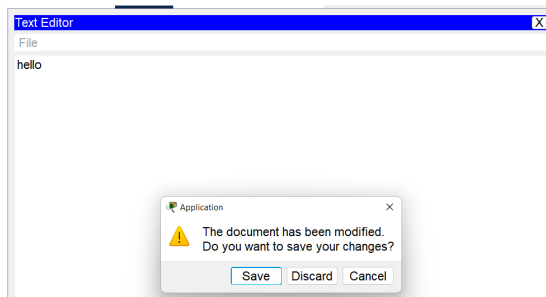 Text Editor X
File
hello
Application
The document has been modified.
Do you want to save your changes?
Save Discard Cancel